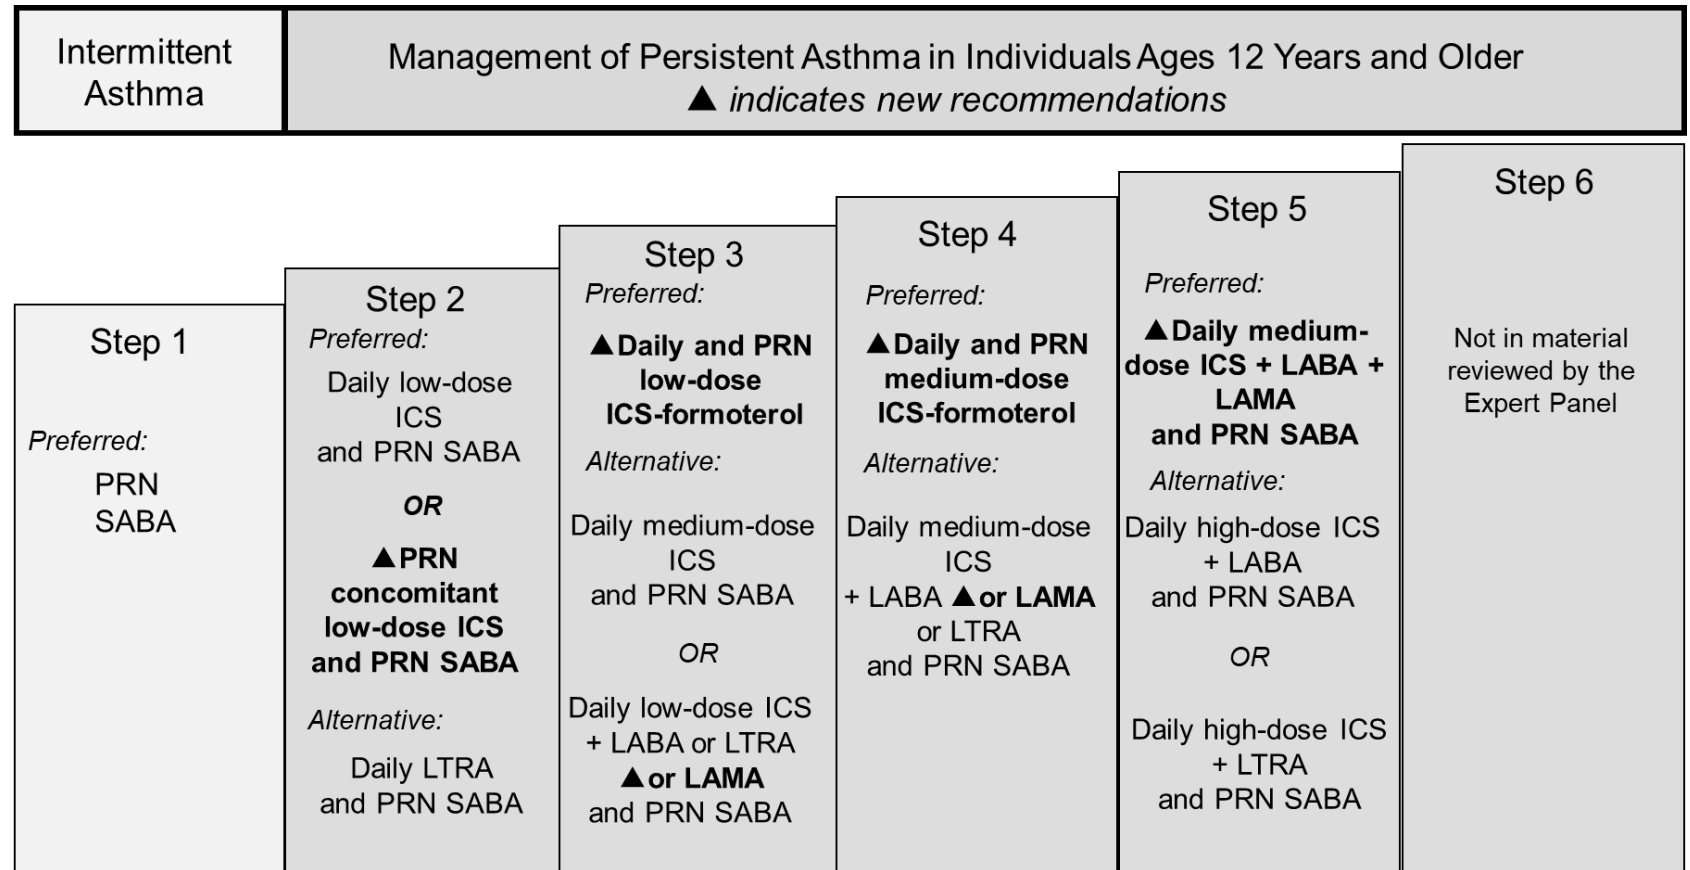 Intermittent
Asthma
Management of Persistent Asthma in Individuals Ages 12 Years and Older
▲ indicates new recommendations
Step 1
Preferred:
PRN
SABA
Step 2
Preferred:
Daily low-dose
ICS
and PRN SABA
OR
▲PRN
concomitant
low-dose ICS
and PRN SABA
Alternative:
Daily LTRA
and PRN SABA
Step 3
Preferred:
▲Daily and PRN
low-dose
ICS-formoterol
Alternative:
Daily medium-dose
ICS
and PRN SABA
OR
Daily low-dose ICS
+ LABA or LTRA
▲or LAMA
and PRN SABA
Step 4
Preferred:
▲Daily and PRN
medium-dose
ICS-formoterol
Alternative:
Daily medium-dose
ICS
+ LABA ▲or LAMA
or LTRA
and PRN SABA
Step 5
Preferred:
▲Daily medium-
dose ICS + LABA +
LAMA
and PRN SABA
Alternative:
Daily high-dose ICS
+ LABA
and PRN SABA
OR
Daily high-dose ICS
+ LTRA
and PRN SABA
Step 6
Not in material
reviewed by the
Expert Panel